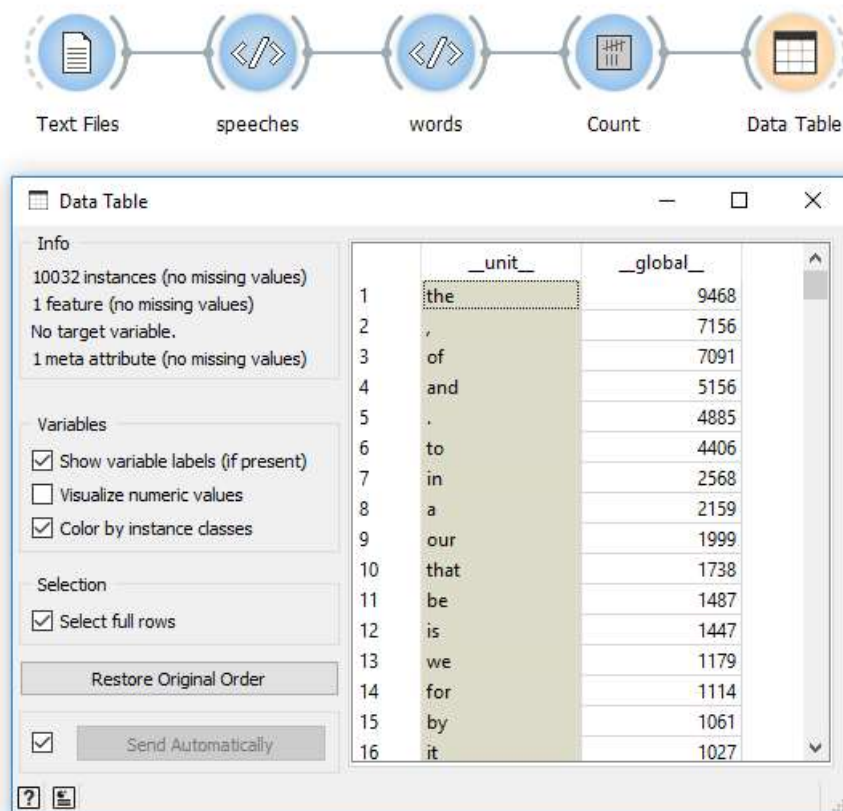 Text Files speeches words Count Data Table
Data Table
Info
10032 instances (no missing values)
1 feature (no missing values)
No target variable.
1 meta attribute (no missing values)
Variables
Show variable labels (if present)
Visualize numeric values
Color by instance classes
Selection
Select full rows
Restore Original Order
Send Automatically
__unit__ __global__
1 the 9468
2 , 7156
3 of 7091
4 and 5156
5 . 4885
6 to 4406
7 in 2568
8 a 2159
9 our 1999
10 that 1738
11 be 1487
12 is 1447
13 we 1179
14 for 1114
15 by 1061
16 it 1027
?